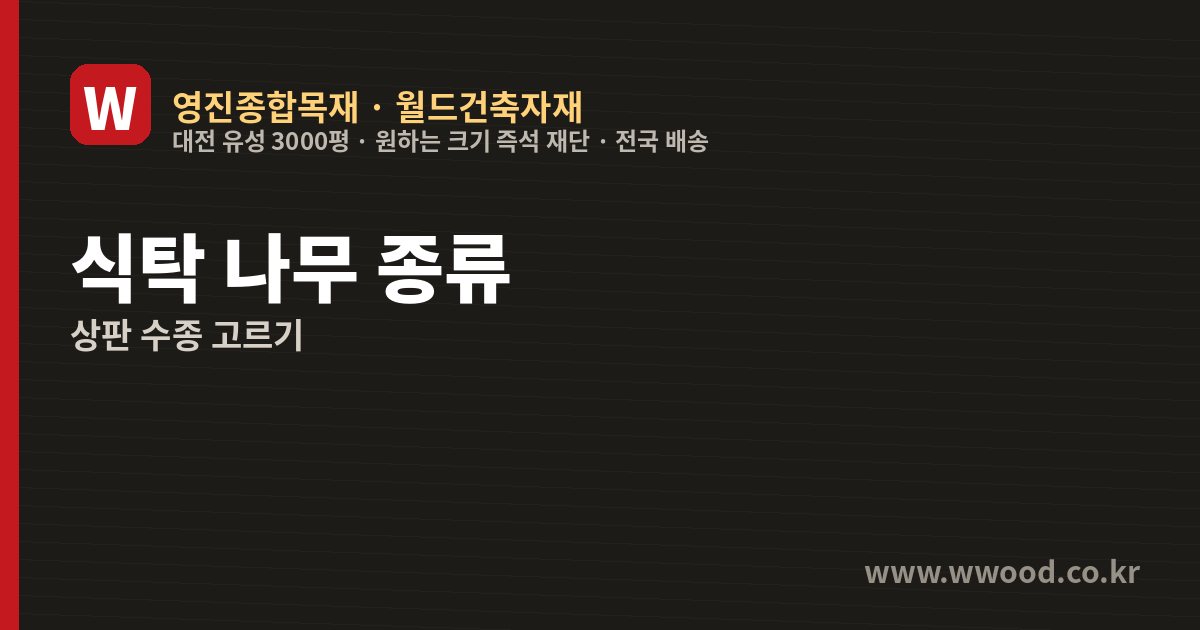 W
영진종합목재 · 월드건축자재
대전 유성 3000평 · 원하는 크기 즉석 재단 · 전국 배송
식탁 나무 종류
상판 수종 고르기
www.wwood.co.kr